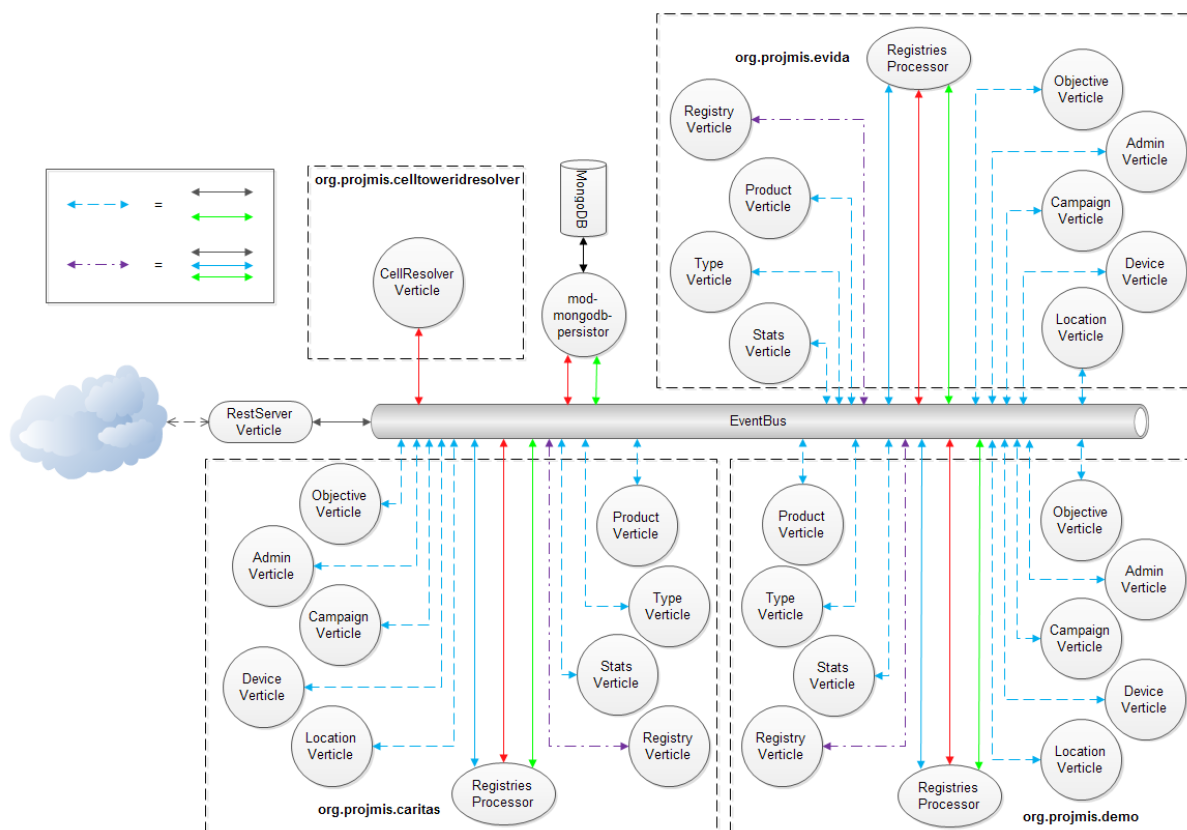 org.projmis.evida
Registries
Processor
Objective
Verticle
Registry
Verticle
Admin
Verticle
Product
Verticle
Campaign
Verticle
Type
Verticle
Device
Verticle
Stats
Verticle
Location
Verticle
=
=
org.projmis.celltoweridresolver
CellResolver
Verticle
MongoDB
mod-
mongodb-
persistor
RestServer
Verticle
EventBus
Objective
Verticle
Admin
Verticle
Campaign
Verticle
Device
Verticle
Location
Verticle
Product
Verticle
Type
Verticle
Stats
Verticle
Registry
Verticle
Registries
Processor
org.projmis.caritas
Product
Verticle
Type
Verticle
Stats
Verticle
Registry
Verticle
Objective
Verticle
Admin
Verticle
Campaign
Verticle
Device
Verticle
Location
Verticle
Registries
Processor
org.projmis.demo